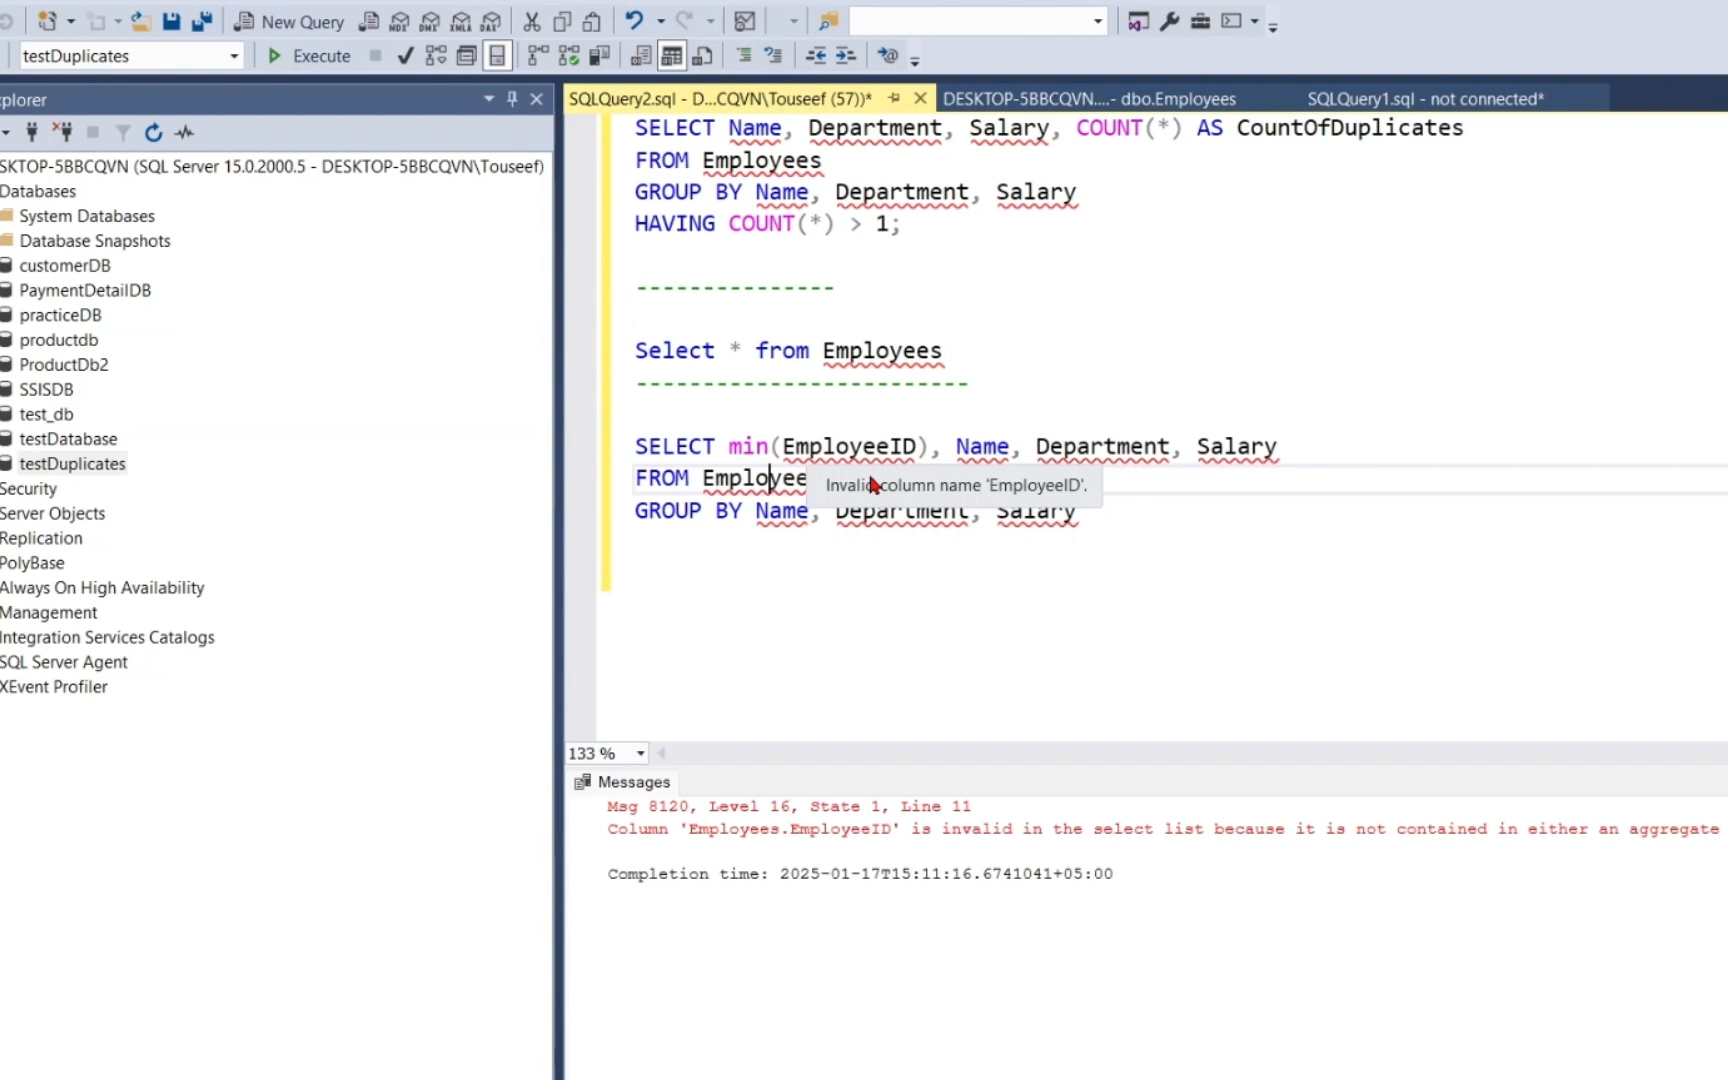 New Query
MDX
DMX
XMLA
DAX
testDuplicates
Execute
plorer
SQLQuery2.sql - D...CQVN\Touseef (57))*
DESKTOP-5BBCQVN....- dbo.Employees
SQLQuery1.sql - not connected*
SKTOP-5BBCQVN (SQL Server 15.0.2000.5 - DESKTOP-5BBCQVN\Touseef)
Databases
System Databases
Database Snapshots
customerDB
PaymentDetailDB
practiceDB
productdb
ProductDb2
SSISDB
test_db
testDatabase
testDuplicates
Security
Server Objects
Replication
PolyBase
Always On High Availability
Management
Integration Services Catalogs
SQL Server Agent
XEvent Profiler
SELECT Name, Department, Salary, COUNT(*) AS CountOfDuplicates
FROM Employees
GROUP BY Name, Department, Salary
HAVING COUNT(*) > 1;
---------------
Select * from Employees
-------------------------
SELECT min(EmployeeID), Name, Department, Salary
FROM Employee
Invalid column name 'EmployeeID'.
GROUP BY Name, Department, Salary
133 %
Messages
Msg 8120, Level 16, State 1, Line 11
Column 'Employees.EmployeeID' is invalid in the select list because it is not contained in either an aggregate
Completion time: 2025-01-17T15:11:16.6741041+05:00